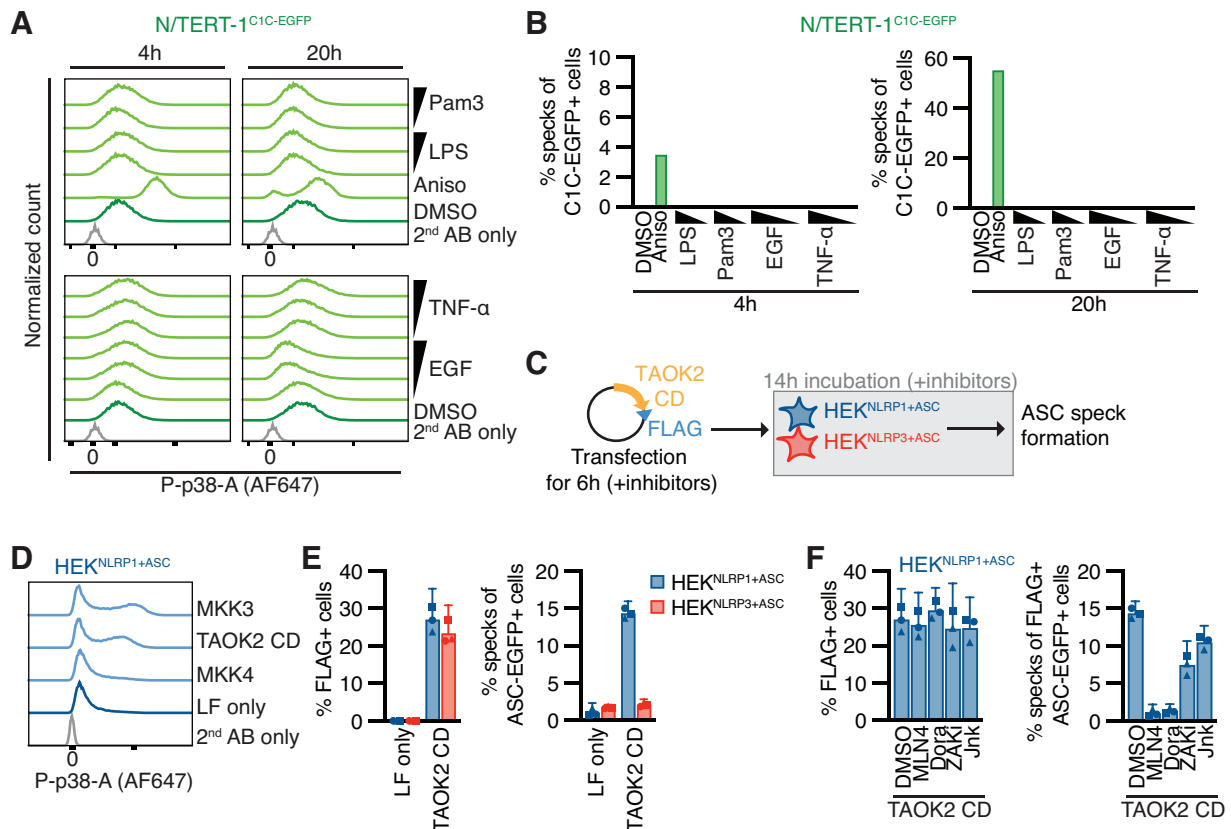 A
N/TERT-1C1C-EGFP
4h
20h
Normalized count
Pam3
LPS
Aniso
DMSO
2nd AB only
0
0
TNF-α
EGF
DMSO
2nd AB only
0
0
P-p38-A (AF647)
B
N/TERT-1C1C-EGFP
% specks of
C1C-EGFP+ cells
10
8
6
4
2
0
DMSO
Aniso
LPS
Pam3
EGF
TNF-α
4h
% specks of
C1C-EGFP+ cells
60
40
20
0
DMSO
Aniso
LPS
Pam3
EGF
TNF-α
20h
C
TAOK2
CD
FLAG
Transfection
for 6h (+inhibitors)
14h incubation (+inhibitors)
HEKNLRP1+ASC
HEKNLRP3+ASC
ASC speck
formation
D
HEKNLRP1+ASC
MKK3
TAOK2 CD
MKK4
LF only
2nd AB only
0
P-p38-A (AF647)
E
% FLAG+ cells
40
30
20
10
0
LF only
TAOK2 CD
% specks of
ASC-EGFP+ cells
20
15
10
5
0
LF only
TAOK2 CD
HEKNLRP1+ASC
HEKNLRP3+ASC
F
HEKNLRP1+ASC
% FLAG+ cells
40
30
20
10
0
DMSO
MLN4
Dora
ZAKi
Jnk
TAOK2 CD
% specks of FLAG+
ASC-EGFP+ cells
20
15
10
5
0
DMSO
MLN4
Dora
ZAKi
Jnk
TAOK2 CD